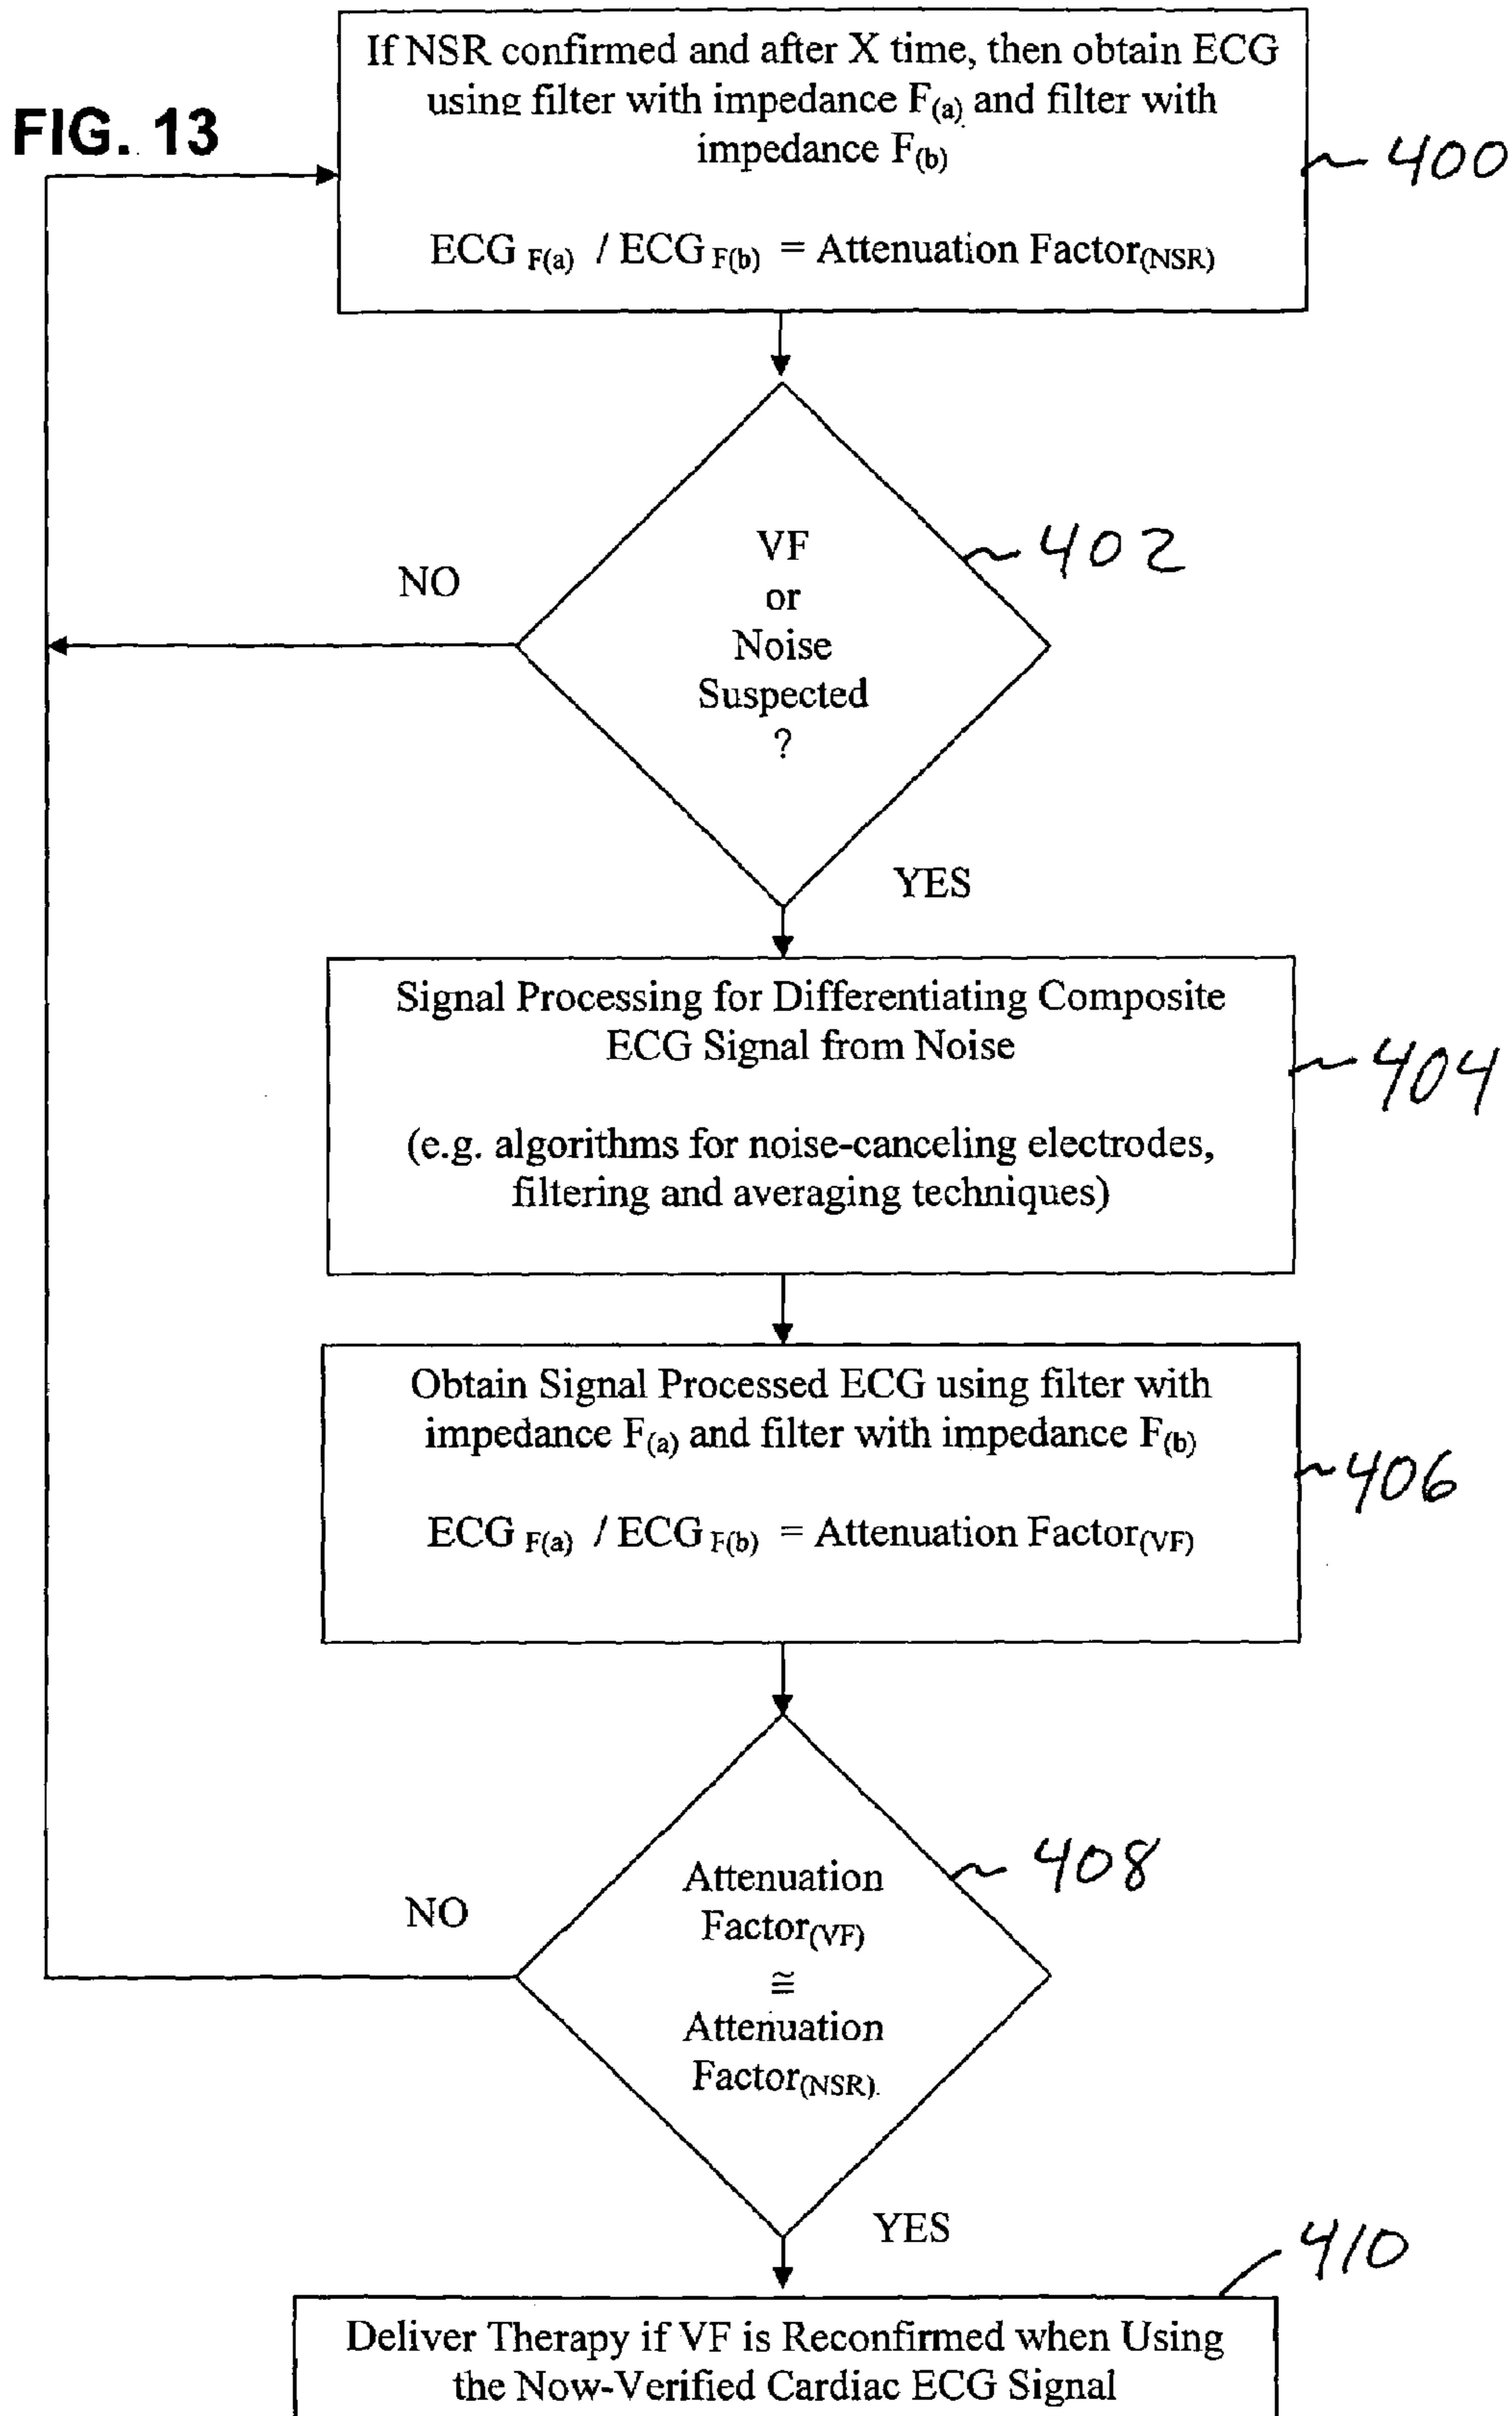 FIG. 13
If NSR confirmed and after X time, then obtain ECG
using filter with impedance F(a) and filter with
impedance F(b)
ECG F(a) / ECG F(b) = Attenuation Factor(NSR)
400
VF
or
Noise
Suspected
?
402
NO
YES
Signal Processing for Differentiating Composite
ECG Signal from Noise
(e.g. algorithms for noise-canceling electrodes,
filtering and averaging techniques)
404
Obtain Signal Processed ECG using filter with
impedance F(a) and filter with impedance F(b)
ECG F(a) / ECG F(b) = Attenuation Factor(VF)
406
Attenuation
Factor(VF)
≅
Attenuation
Factor(NSR).
408
NO
YES
410
Deliver Therapy if VF is Reconfirmed when Using
the Now-Verified Cardiac ECG Signal